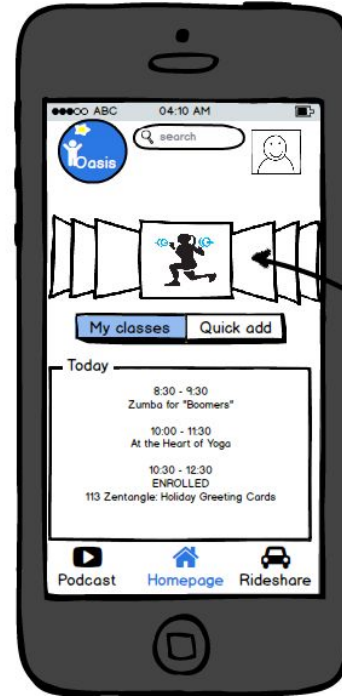 ABC 04:10 AM
Oasis
search
My classes Quick add
Today
8:30 - 9:30
Zumba for "Boomers"
10:00 - 11:30
At the Heart of Yoga
10:30 - 12:30
ENROLLED
113 Zentangle: Holiday Greeting Cards
Podcast Homepage Rideshare